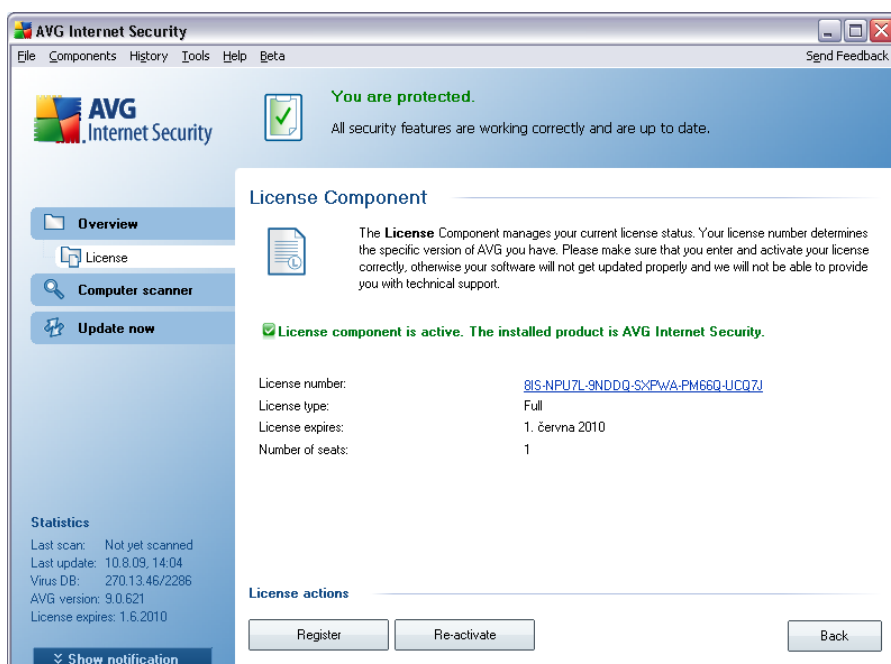 AVG Internet Security
File Components History Tools Help Beta Send Feedback
AVG
Internet Security
You are protected.
All security features are working correctly and are up to date.
License Component
The License Component manages your current license status. Your license number determines
the specific version of AVG you have. Please make sure that you enter and activate your license
correctly, otherwise your software will not get updated properly and we will not be able to provide
you with technical support.
Overview
License
Computer scanner
Update now
License component is active. The installed product is AVG Internet Security.
License number: 8IS-NPU7L-9NDDQ-SXPWA-PM66Q-UCQ7J
License type: Full
License expires: 1. června 2010
Number of seats: 1
Statistics
Last scan: Not yet scanned
Last update: 10.8.09, 14:04
Virus DB: 270.13.46/2286
AVG version: 9.0.621
License expires: 1.6.2010
Show notification
License actions
Register Re-activate Back